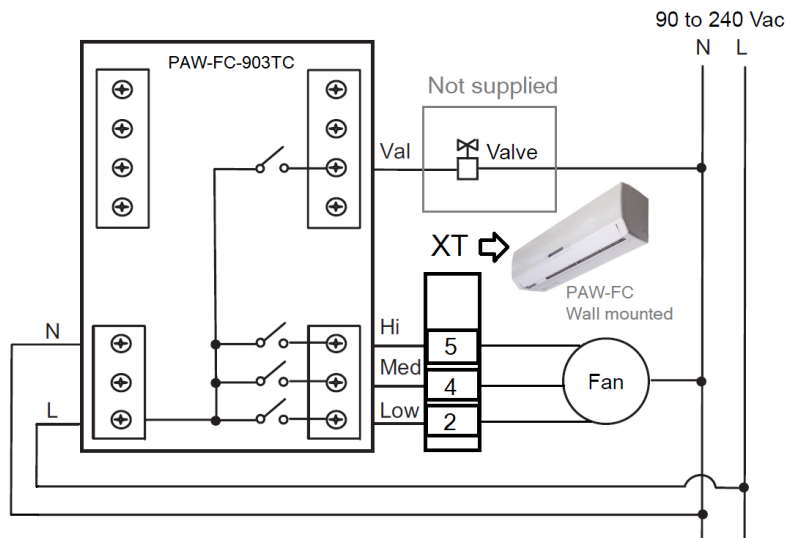 90 to 240 Vac
N L
PAW-FC-903TC
Not supplied
Val
Valve
XT
PAW-FC
Wall mounted
N
Hi
5
Med
4
Fan
L
Low
2